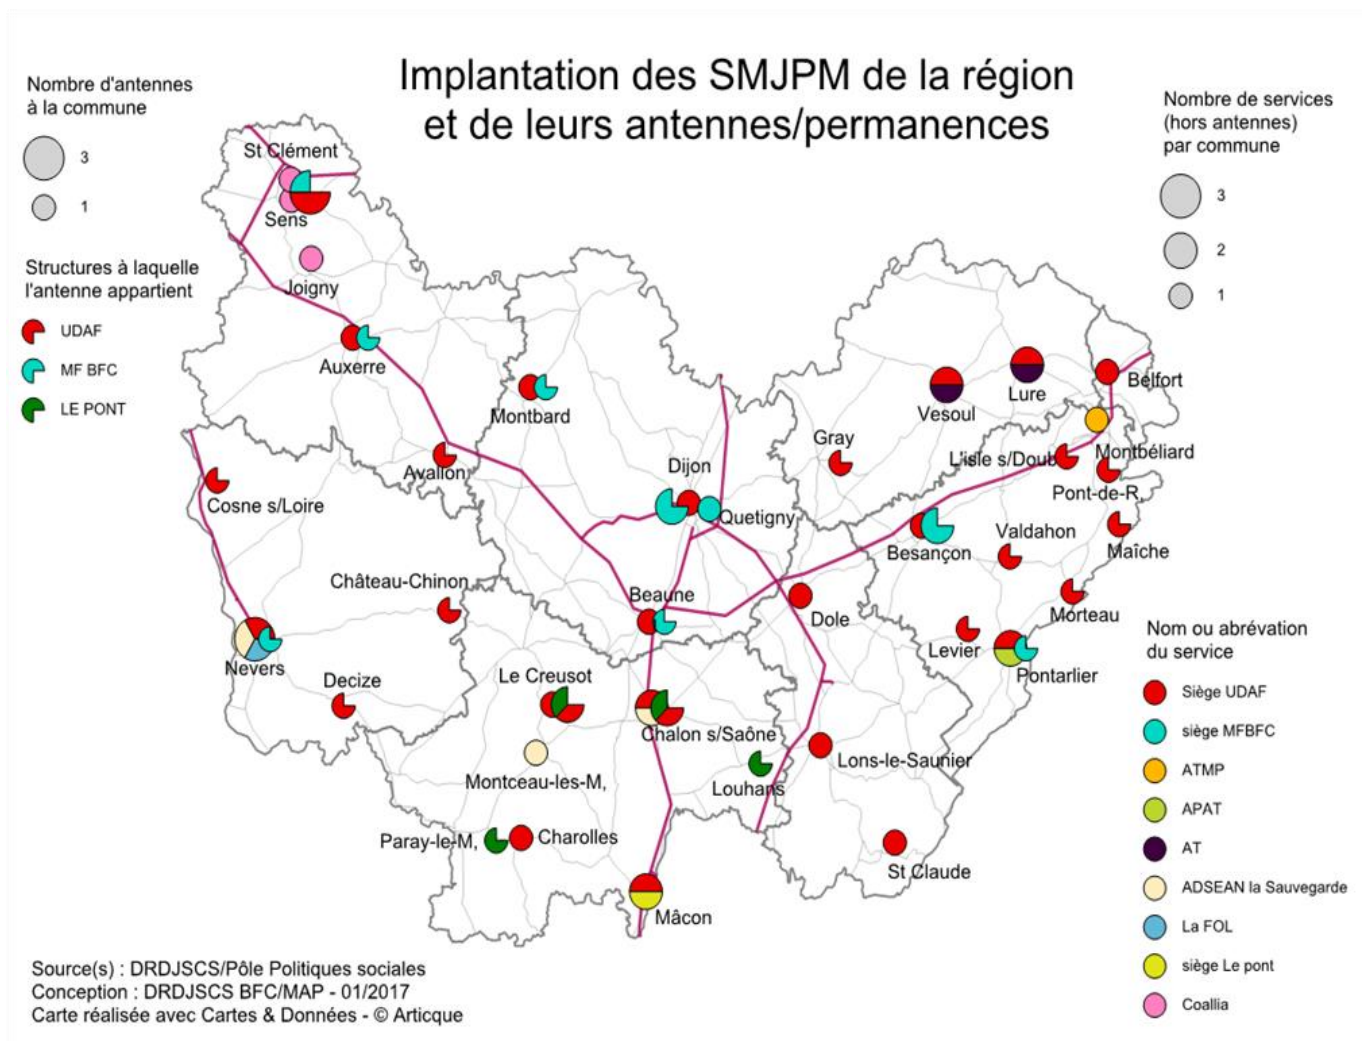 Implantation des SMJPM de la région
et de leurs antennes/permanences
Nombre d'antennes
à la commune
3
1
Structures à laquelle
l'antenne appartient
UDAF
MF BFC
LE PONT
Nombre de services
(hors antennes)
par commune
3
2
1
St Clément
Sens
Joigny
Auxerre
Montbard
Avallon
Cosne s/Loire
Château-Chinon
Nevers
Decize
Dijon
Quetigny
Beaune
Le Creusot
Chalon s/Saône
Montceau-les-M,
Louhans
Paray-le-M,
Charolles
Mâcon
Vesoul
Lure
Belfort
Gray
L'isle s/Doub
Montbéliard
Pont-de-R,
Besançon
Valdahon
Maîche
Morteau
Dole
Levier
Pontarlier
Lons-le-Saunier
St Claude
Nom ou abrévation
du service
Siège UDAF
siège MFBFC
ATMP
APAT
AT
ADSEAN la Sauvegarde
La FOL
siège Le pont
Coallia
Source(s) : DRDJSCS/Pôle Politiques sociales
Conception : DRDJSCS BFC/MAP - 01/2017
Carte réalisée avec Cartes & Données - © Articque